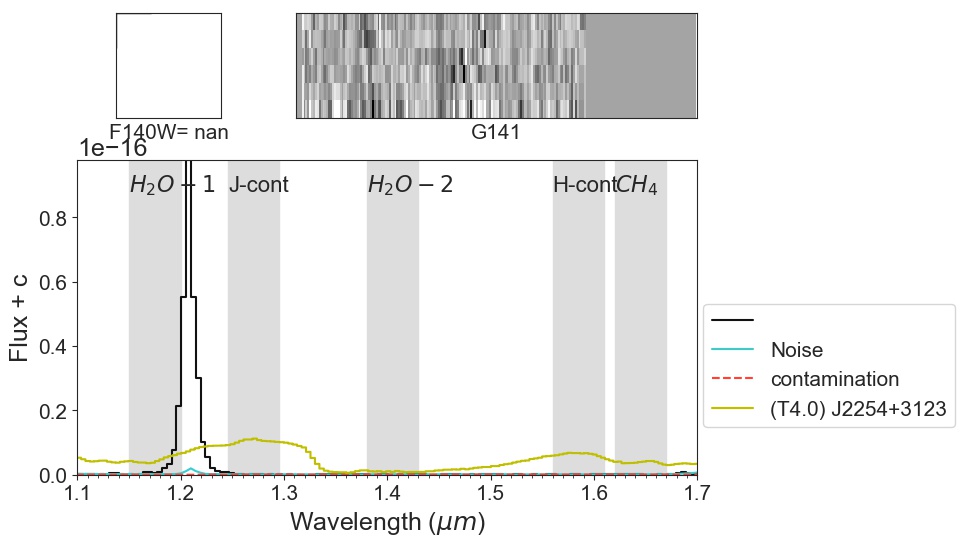 F140W= nan
G141
1e−16
H₂O − 1
J-cont
H₂O − 2
H-cont
CH₄
0.8
0.6
0.4
0.2
0.0
Flux + c
1.1
1.2
1.3
1.4
1.5
1.6
1.7
Wavelength (μm)
Noise
contamination
(T4.0) J2254+3123